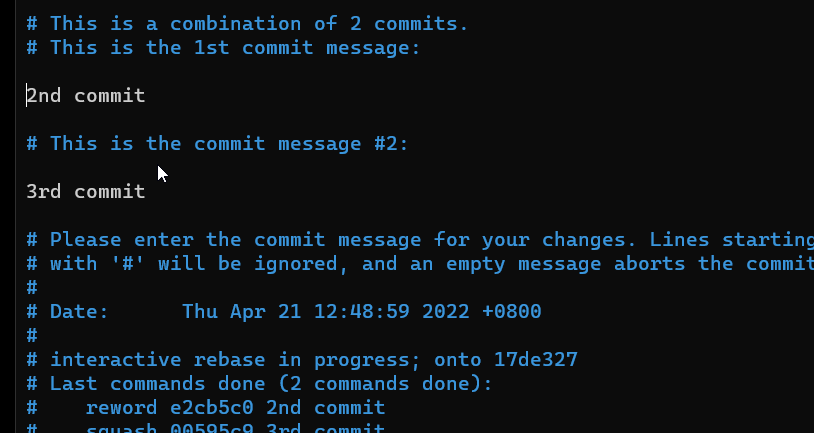 # This is a combination of 2 commits.
# This is the 1st commit message:
2nd commit
# This is the commit message #2:
3rd commit
# Please enter the commit message for your changes. Lines starting
# with '#' will be ignored, and an empty message aborts the commit
#
# Date:      Thu Apr 21 12:48:59 2022 +0800
#
# interactive rebase in progress; onto 17de327
# Last commands done (2 commands done):
#    reword e2cb5c0 2nd commit
#    squash 00595c9 3rd commit